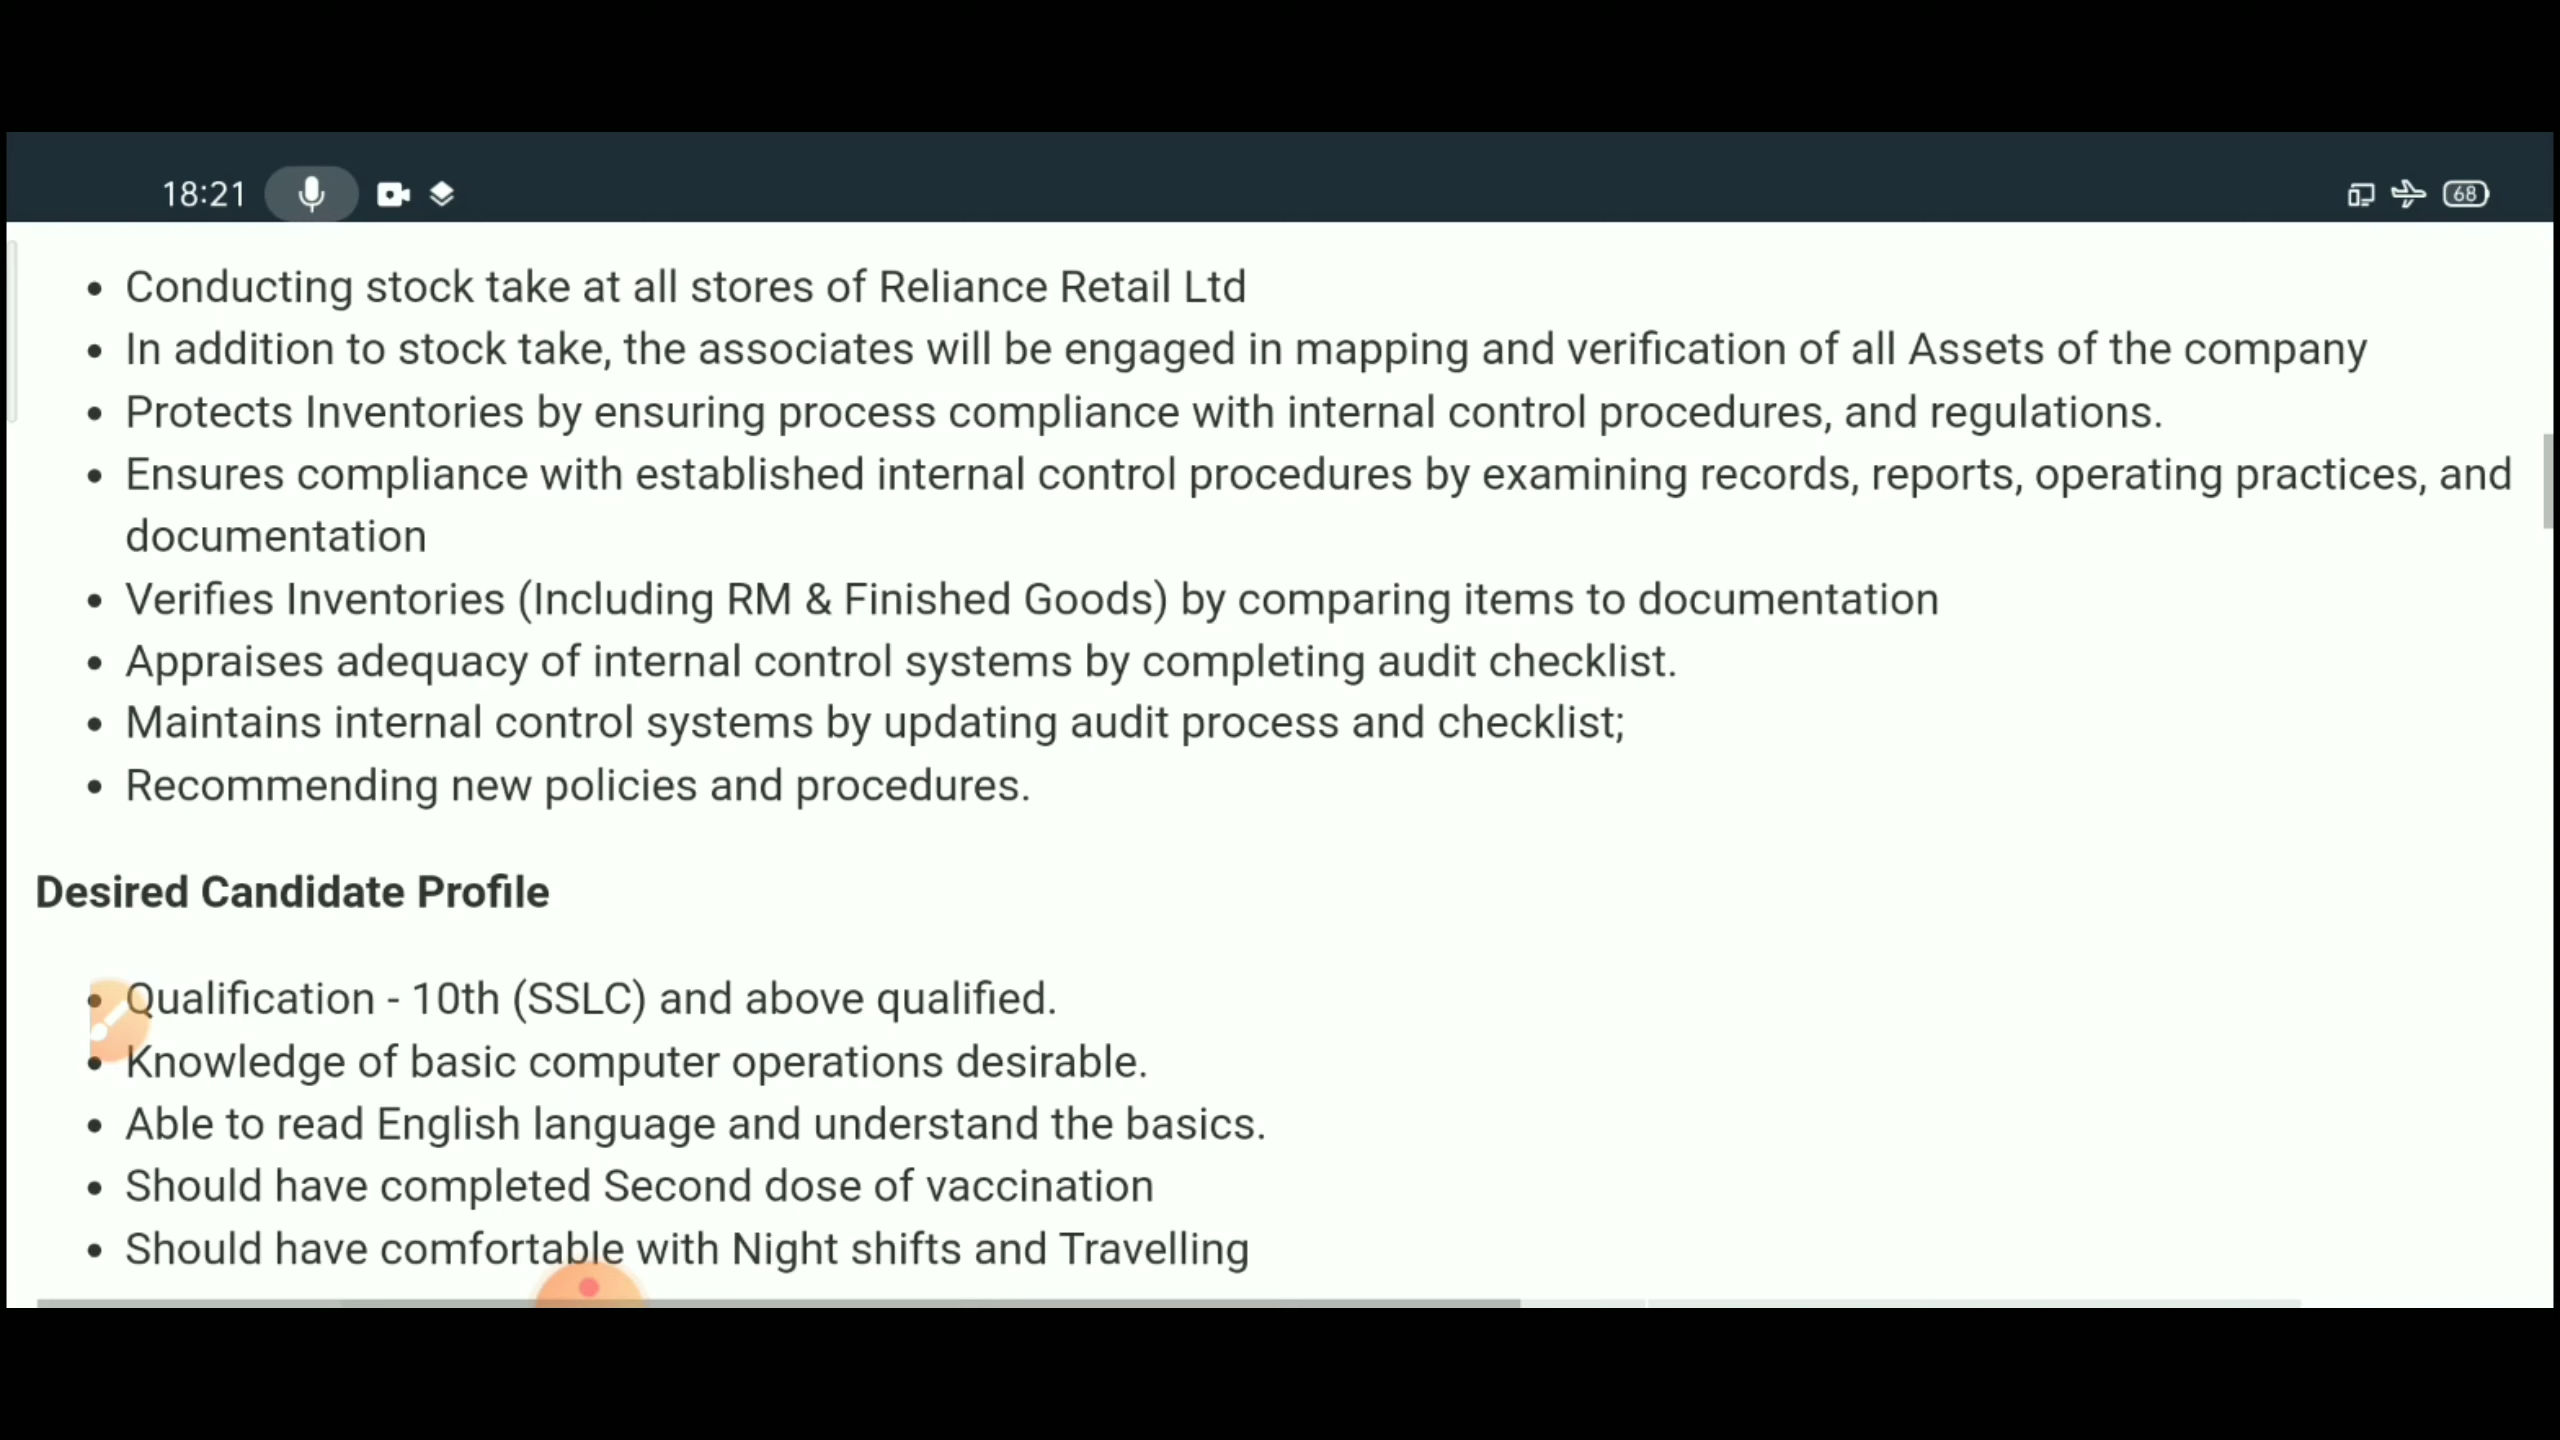 18:21
68
Conducting stock take at all stores of Reliance Retail Ltd
In addition to stock take, the associates will be engaged in mapping and verification of all Assets of the company
Protects Inventories by ensuring process compliance with internal control procedures, and regulations.
Ensures compliance with established internal control procedures by examining records, reports, operating practices, and
documentation
Verifies Inventories (Including RM & Finished Goods) by comparing items to documentation
Appraises adequacy of internal control systems by completing audit checklist.
Maintains internal control systems by updating audit process and checklist;
Recommending new policies and procedures.
Desired Candidate Profile
Qualification - 10th (SSLC) and above qualified.
Knowledge of basic computer operations desirable.
Able to read English language and understand the basics.
Should have completed Second dose of vaccination
Should have comfortable with Night shifts and Travelling